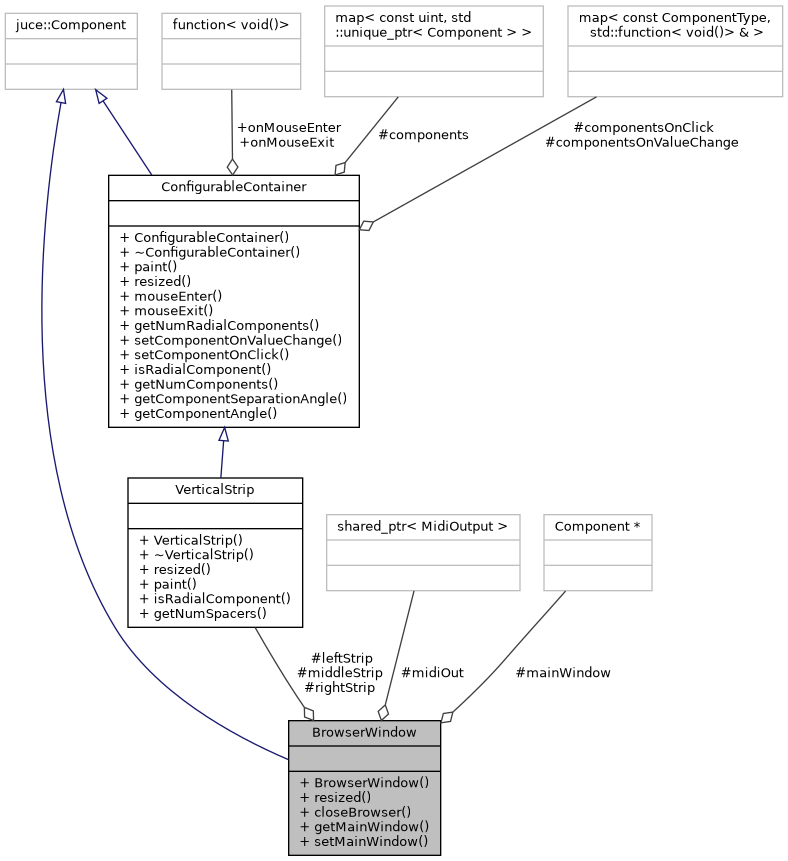 juce::Component
function< void()>
map< const uint, std
::unique_ptr< Component > >
map< const ComponentType,
std::function< void()> & >
+onMouseEnter
+onMouseExit
#components
#componentsOnClick
#componentsOnValueChange
ConfigurableContainer
+ ConfigurableContainer()
+ ~ConfigurableContainer()
+ paint()
+ resized()
+ mouseEnter()
+ mouseExit()
+ getNumRadialComponents()
+ setComponentOnValueChange()
+ setComponentOnClick()
+ isRadialComponent()
+ getNumComponents()
+ getComponentSeparationAngle()
+ getComponentAngle()
VerticalStrip
+ VerticalStrip()
+ ~VerticalStrip()
+ resized()
+ paint()
+ isRadialComponent()
+ getNumSpacers()
shared_ptr< MidiOutput >
Component *
#leftStrip
#middleStrip
#rightStrip
#midiOut
#mainWindow
BrowserWindow
+ BrowserWindow()
+ resized()
+ closeBrowser()
+ getMainWindow()
+ setMainWindow()